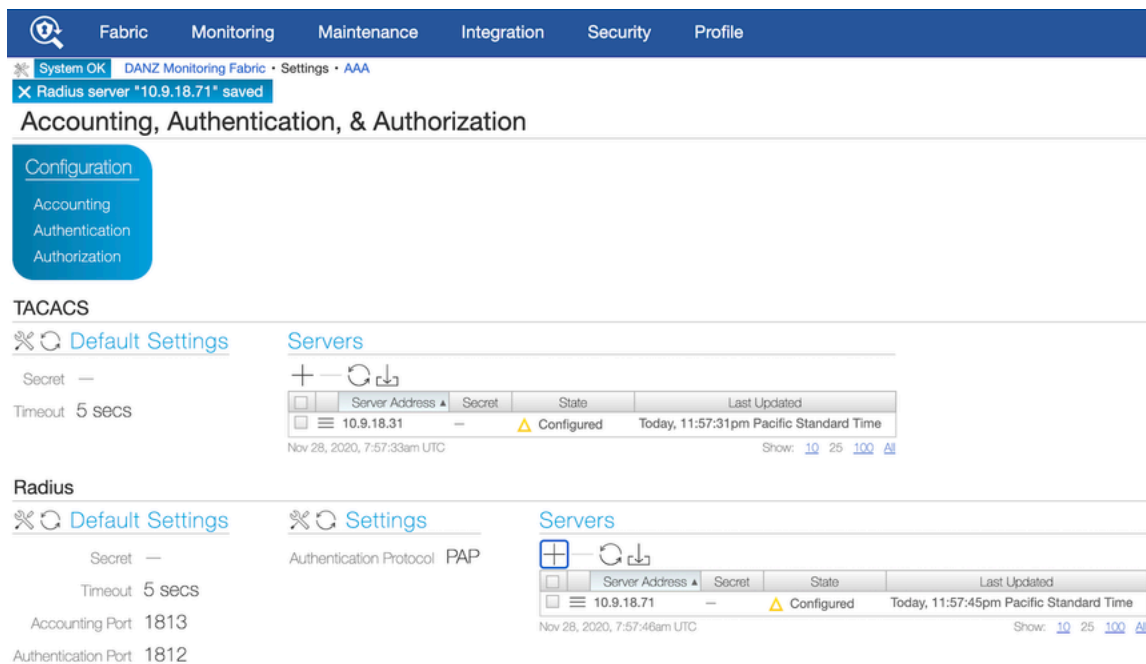 Fabric Monitoring Maintenance Integration Security Profile
System OK DANZ Monitoring Fabric • Settings • AAA
Radius server "10.9.18.71" saved
Accounting, Authentication, & Authorization
Configuration
Accounting
Authentication
Authorization
TACACS
Default Settings
Secret —
Timeout 5 secs
Servers
Server Address Secret State Last Updated
10.9.18.31 — Configured Today, 11:57:31pm Pacific Standard Time
Nov 28, 2020, 7:57:33am UTC Show: 10 25 100 All
Radius
Default Settings
Secret —
Timeout 5 secs
Accounting Port 1813
Authentication Port 1812
Settings
Authentication Protocol PAP
Servers
Server Address Secret State Last Updated
10.9.18.71 — Configured Today, 11:57:45pm Pacific Standard Time
Nov 28, 2020, 7:57:46am UTC Show: 10 25 100